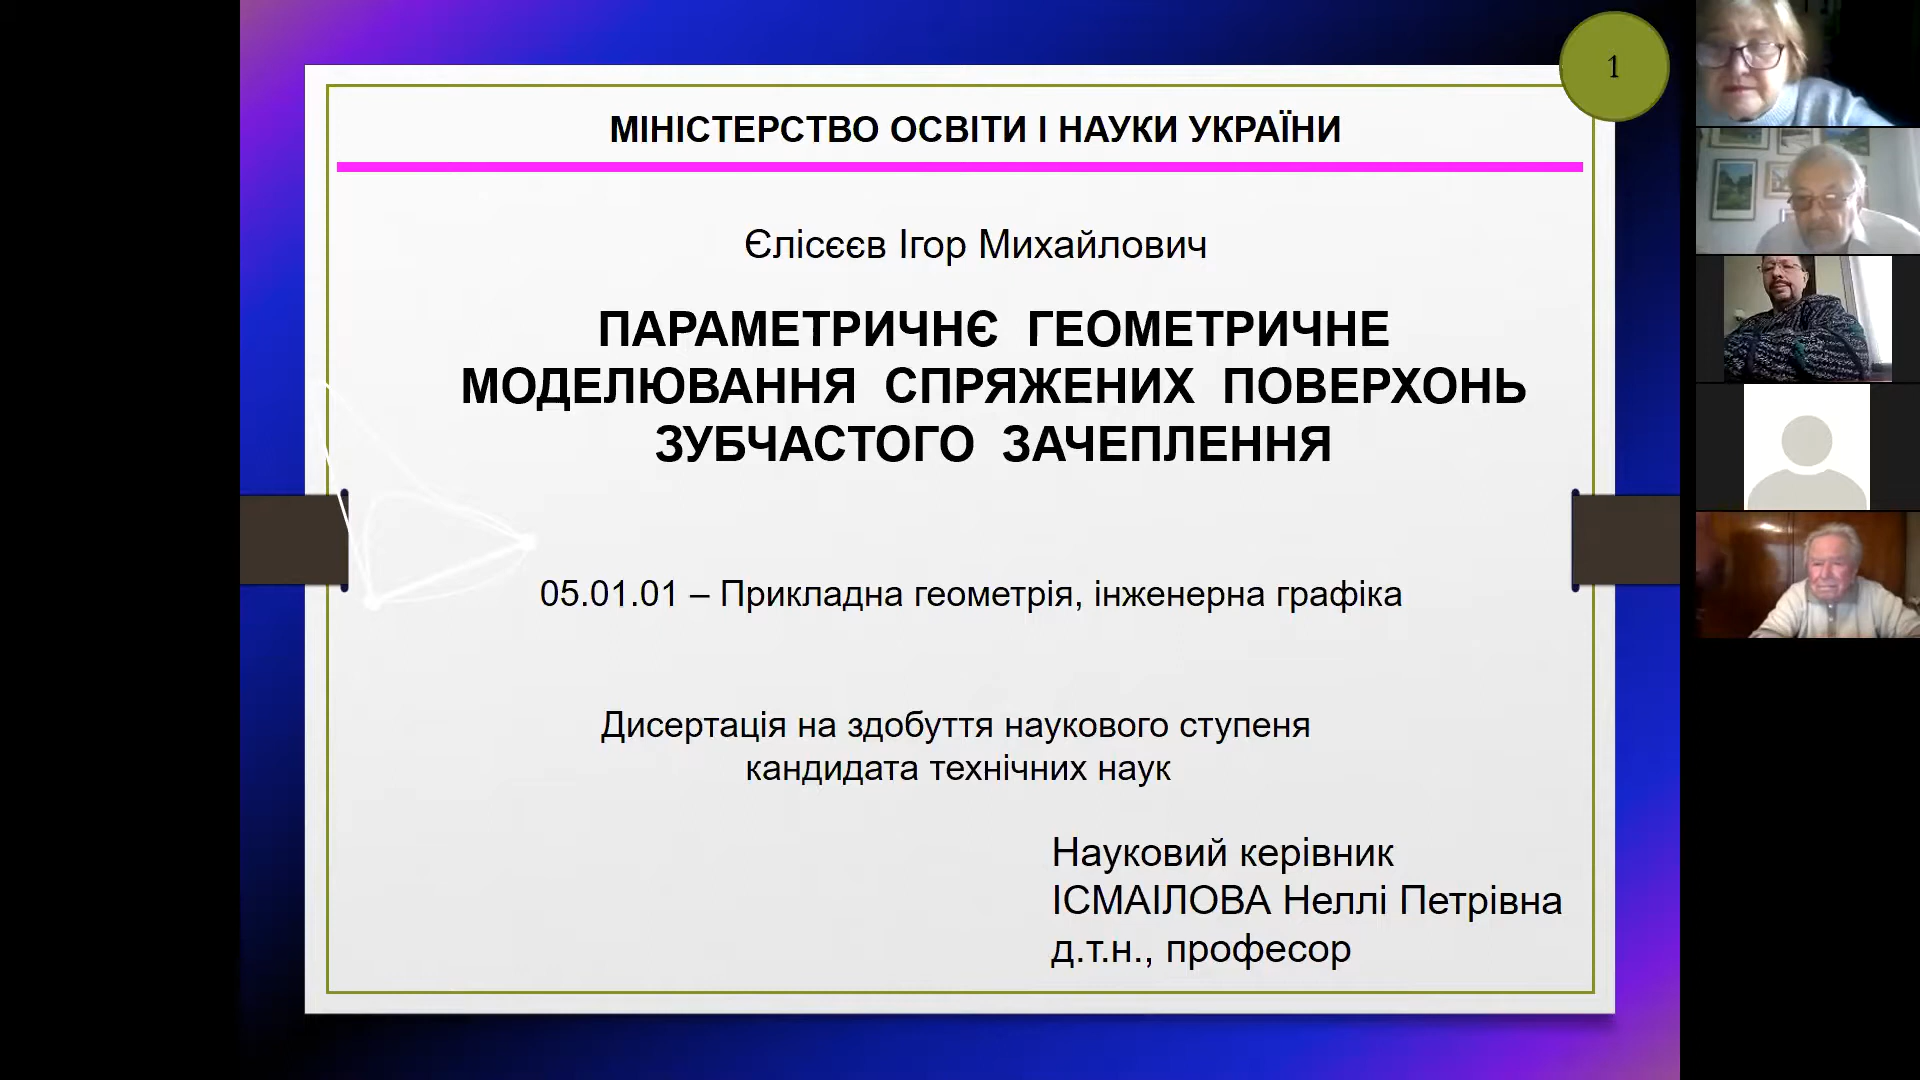 1
МІНІСТЕРСТВО ОСВІТИ І НАУКИ УКРАЇНИ
Єлісєєв Ігор Михайлович
ПАРАМЕТРИЧНЄ ГЕОМЕТРИЧНЕ
МОДЕЛЮВАННЯ СПРЯЖЕНИХ ПОВЕРХОНЬ
ЗУБЧАСТОГО ЗАЧЕПЛЕННЯ
05.01.01 – Прикладна геометрія, інженерна графіка
Дисертація на здобуття наукового ступеня
кандидата технічних наук
Науковий керівник
ІСМАІЛОВА Неллі Петрівна
д.т.н., професор